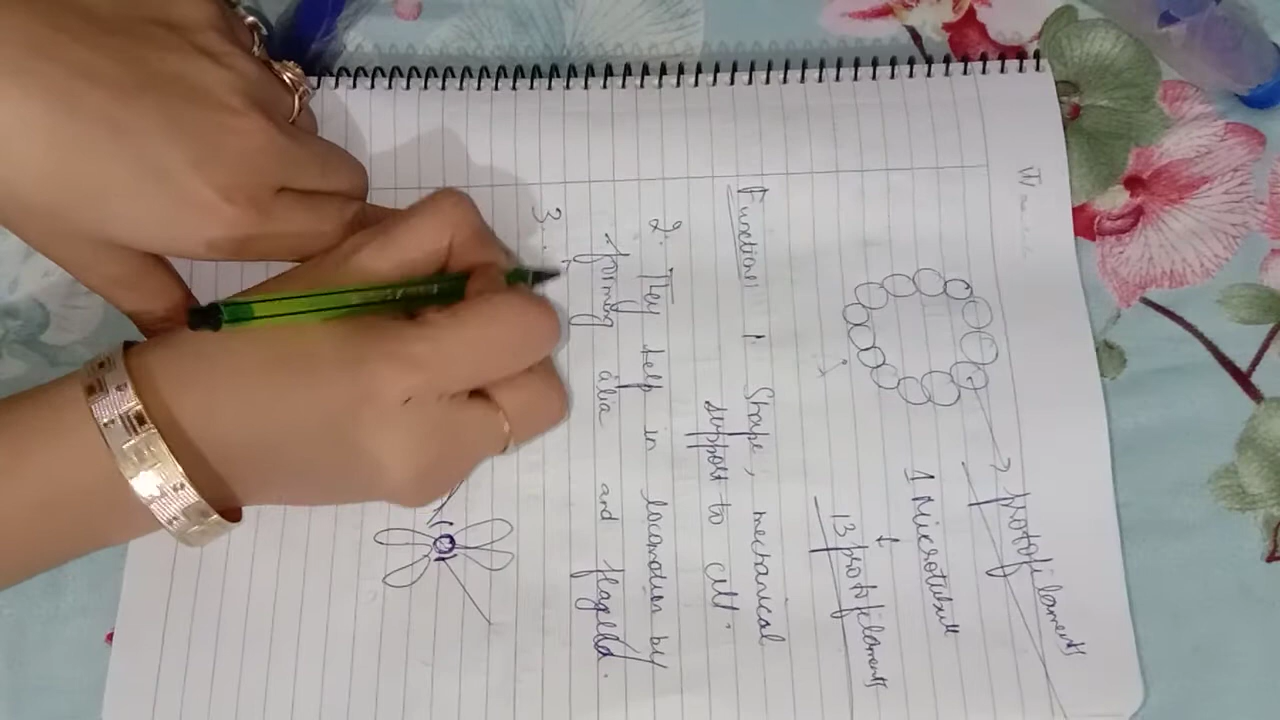 → protofilaments
1 Microtubule
↓
13 protofilaments
Functions 1 Shape, mechanical
support to cell.
2. They help in locomotion by
forming cilia and flagella.
3.